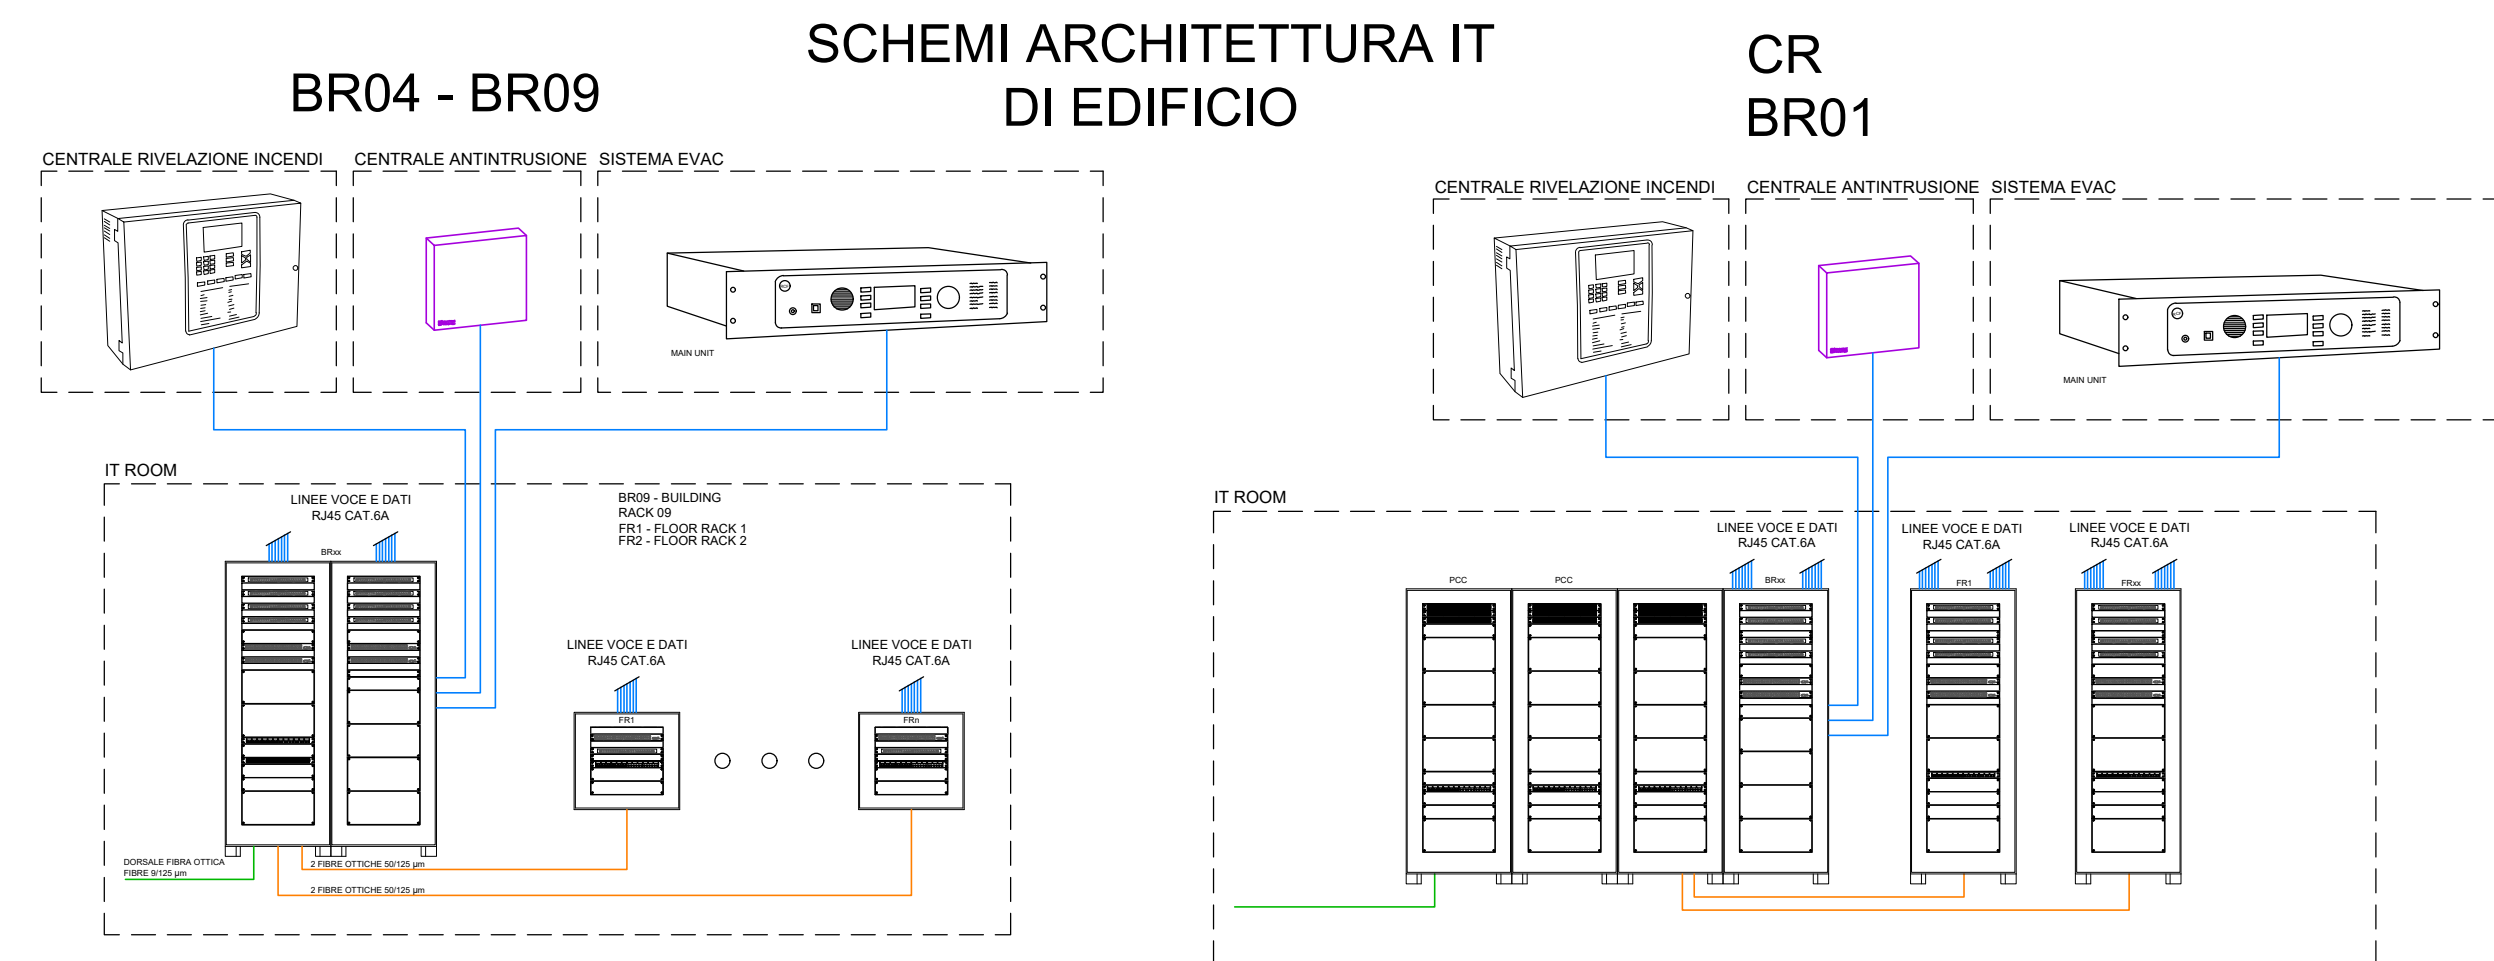 SCHEMI ARCHITETTURA IT
DI EDIFICIO
BR04 - BR09
CENTRALE RIVELAZIONE INCENDI
CENTRALE ANTINTRUSIONE
SISTEMA EVAC
MAIN UNIT
IT ROOM
LINEE VOCE E DATI
RJ45 CAT.6A
BRxx
BR09 - BUILDING
RACK 09
FR1 - FLOOR RACK 1
FR2 - FLOOR RACK 2
LINEE VOCE E DATI
RJ45 CAT.6A
FR1
LINEE VOCE E DATI
RJ45 CAT.6A
FRn
DORSALE FIBRA OTTICA
FIBRE 9/125 µm
2 FIBRE OTTICHE 50/125 µm
2 FIBRE OTTICHE 50/125 µm
CR
BR01
CENTRALE RIVELAZIONE INCENDI
CENTRALE ANTINTRUSIONE
SISTEMA EVAC
MAIN UNIT
IT ROOM
PCC
PCC
LINEE VOCE E DATI
RJ45 CAT.6A
BRxx
LINEE VOCE E DATI
RJ45 CAT.6A
FR1
LINEE VOCE E DATI
RJ45 CAT.6A
FRxx